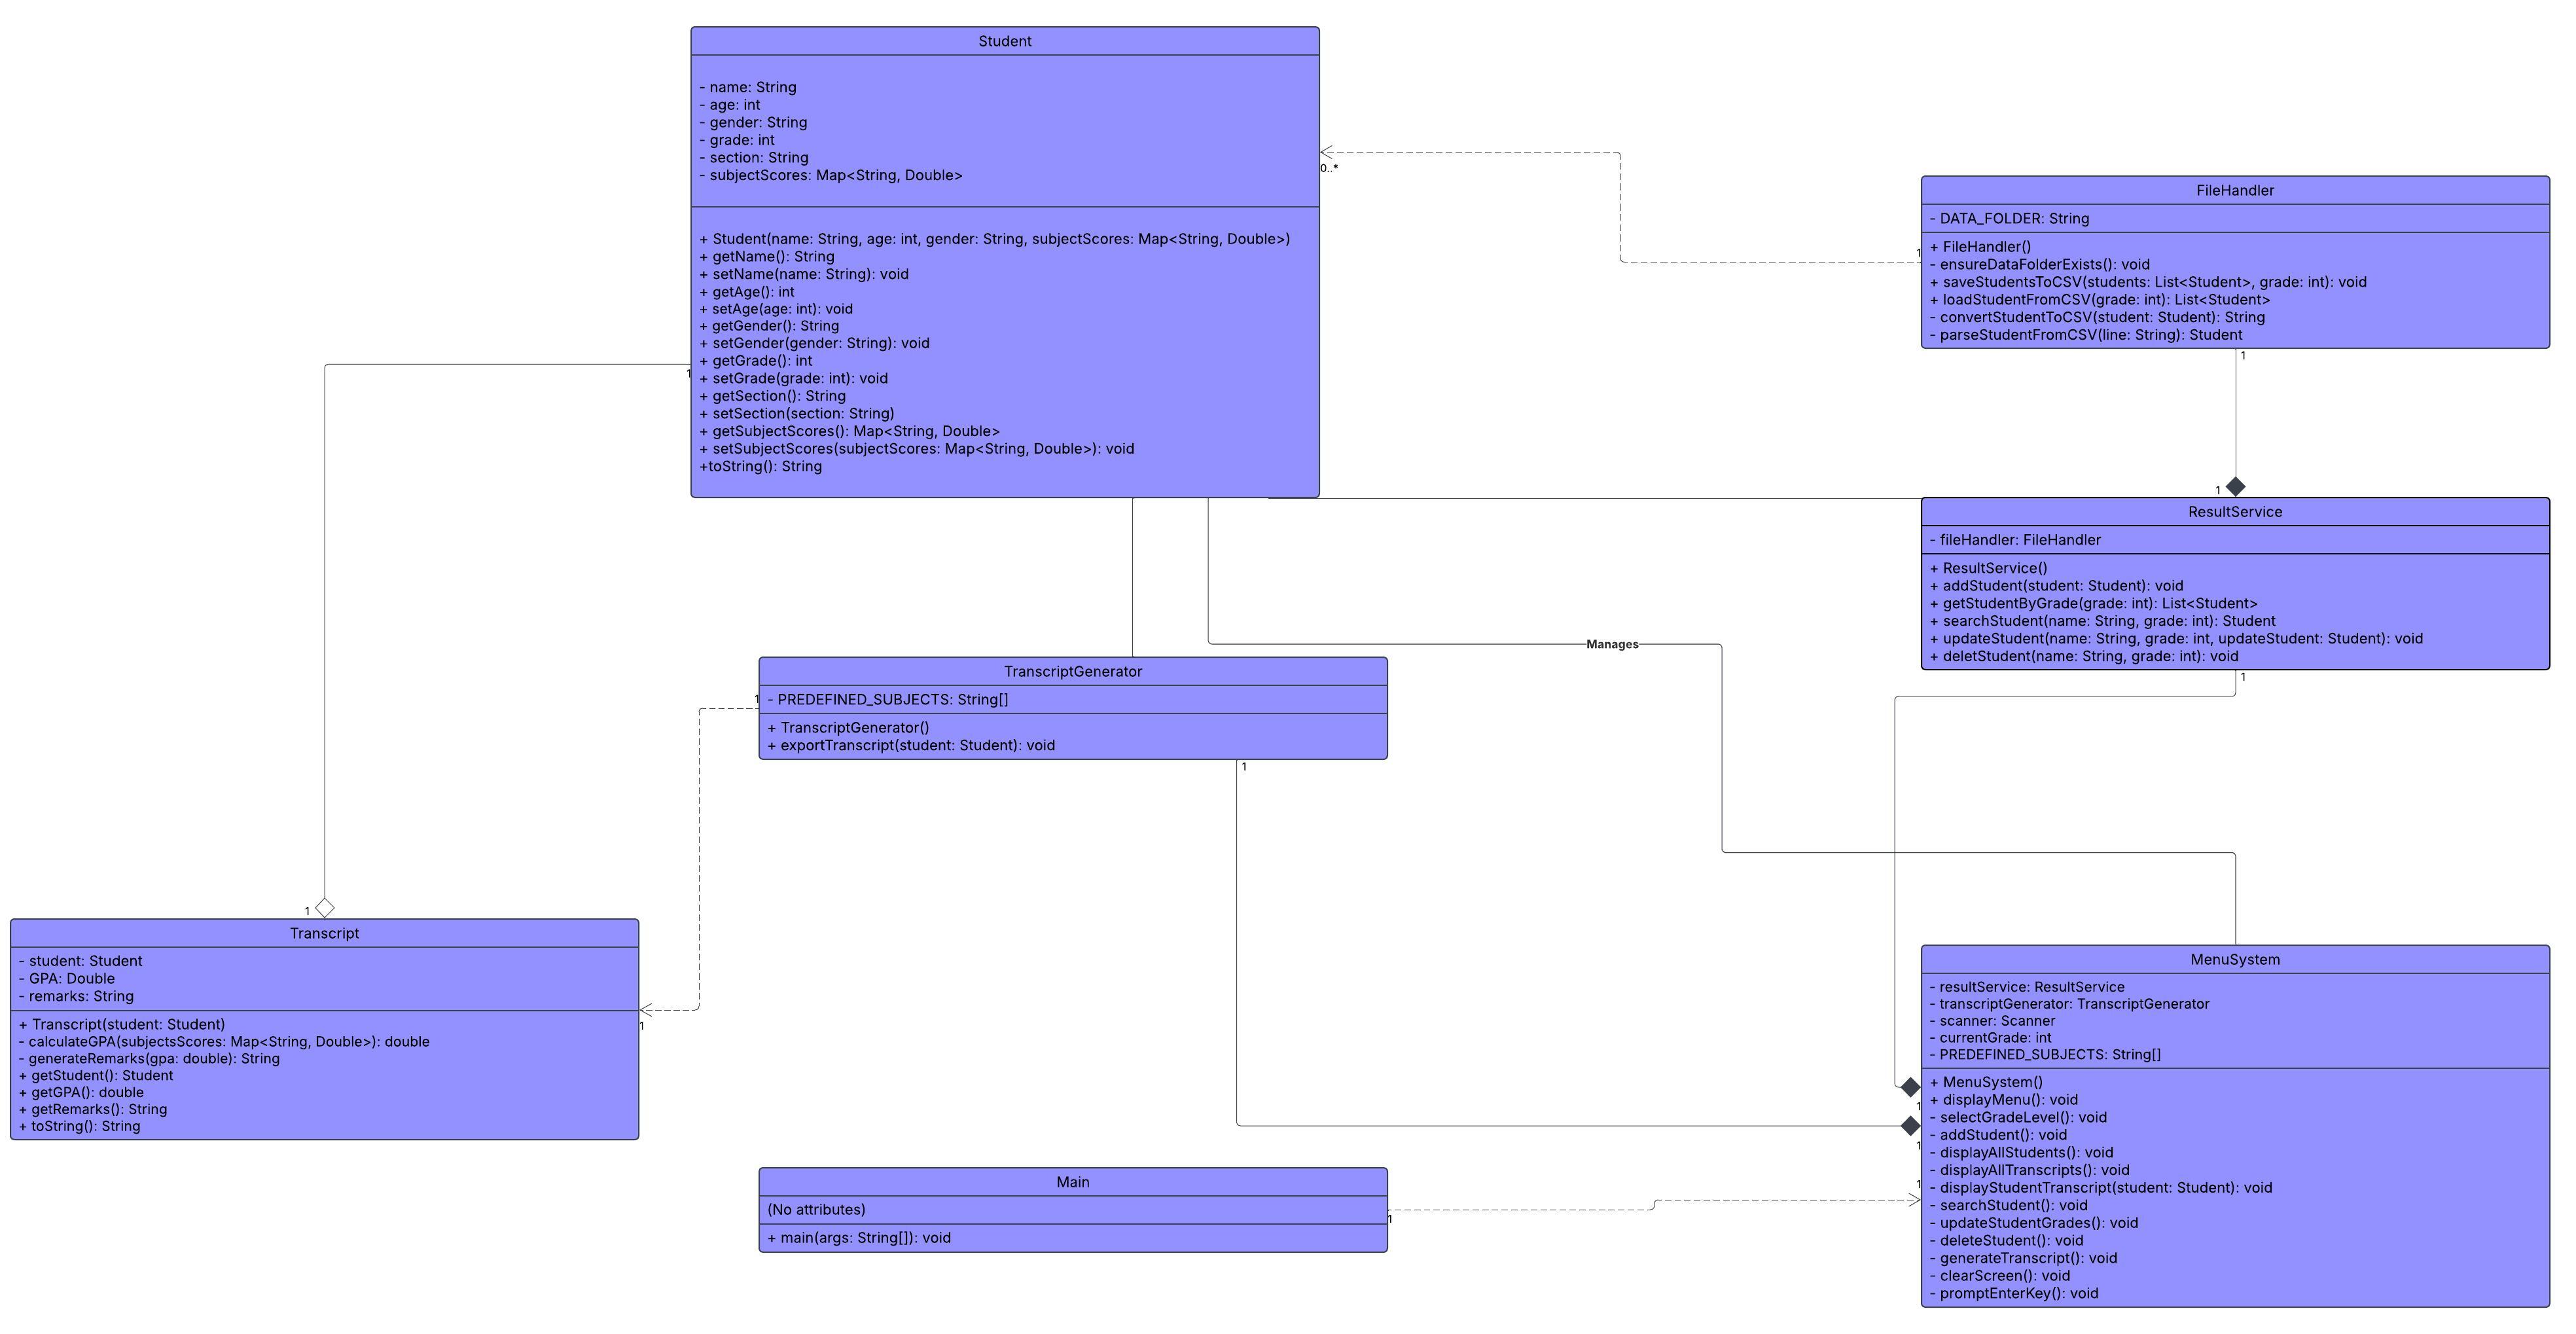 Student
- name: String
- age: int
- gender: String
- grade: int
- section: String
- subjectScores: Map<String, Double>
+ Student(name: String, age: int, gender: String, subjectScores: Map<String, Double>)
+ getName(): String
+ setName(name: String): void
+ getAge(): int
+ setAge(age: int): void
+ getGender(): String
+ setGender(gender: String): void
+ getGrade(): int
+ setGrade(grade: int): void
+ getSection(): String
+ setSection(section: String)
+ getSubjectScores(): Map<String, Double>
+ setSubjectScores(subjectScores: Map<String, Double>): void
+toString(): String
1
0..*
FileHandler
- DATA_FOLDER: String
+ FileHandler()
- ensureDataFolderExists(): void
+ saveStudentsToCSV(students: List<Student>, grade: int): void
+ loadStudentFromCSV(grade: int): List<Student>
- convertStudentToCSV(student: Student): String
- parseStudentFromCSV(line: String): Student
1
1
1
ResultService
- fileHandler: FileHandler
+ ResultService()
+ addStudent(student: Student): void
+ getStudentByGrade(grade: int): List<Student>
+ searchStudent(name: String, grade: int): Student
+ updateStudent(name: String, grade: int, updateStudent: Student): void
+ deletStudent(name: String, grade: int): void
1
Manages
TranscriptGenerator
- PREDEFINED_SUBJECTS: String[]
+ TranscriptGenerator()
+ exportTranscript(student: Student): void
1
1
1
Transcript
- student: Student
- GPA: Double
- remarks: String
+ Transcript(student: Student)
- calculateGPA(subjectsScores: Map<String, Double>): double
- generateRemarks(gpa: double): String
+ getStudent(): Student
+ getGPA(): double
+ getRemarks(): String
+ toString(): String
1
MenuSystem
- resultService: ResultService
- transcriptGenerator: TranscriptGenerator
- scanner: Scanner
- currentGrade: int
- PREDEFINED_SUBJECTS: String[]
+ MenuSystem()
+ displayMenu(): void
- selectGradeLevel(): void
- addStudent(): void
- displayAllStudents(): void
- displayAllTranscripts(): void
- displayStudentTranscript(student: Student): void
- searchStudent(): void
- updateStudentGrades(): void
- deleteStudent(): void
- generateTranscript(): void
- clearScreen(): void
- promptEnterKey(): void
1
1
1
Main
(No attributes)
+ main(args: String[]): void
1